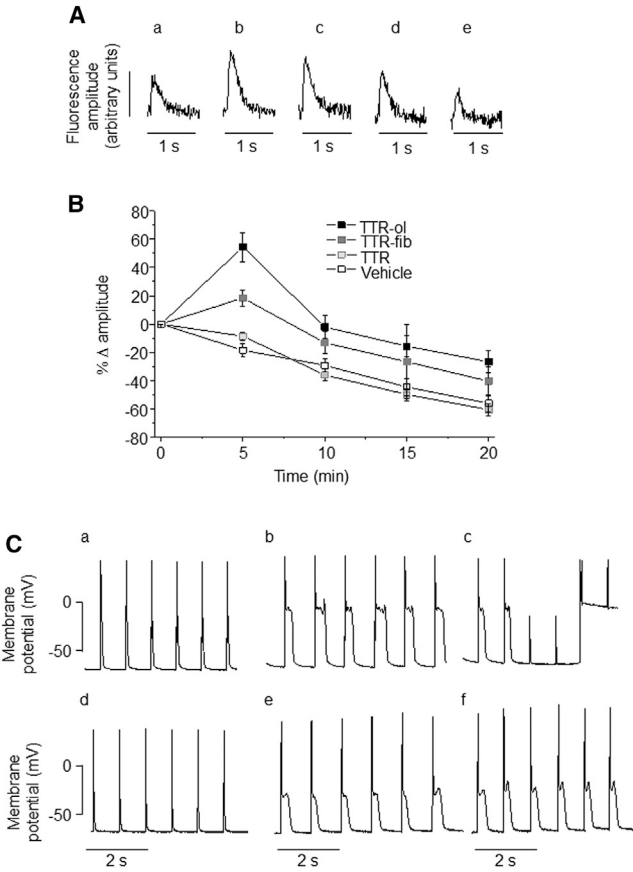 A
a b c d e
Fluorescence
amplitude
(arbitrary units)
1 s 1 s 1 s 1 s 1 s
B
80
60
40
20
0
-20
-40
-60
-80
% Δ amplitude
TTR-ol
TTR-fib
TTR
Vehicle
0 5 10 15 20
Time (min)
C
a b c
Membrane
potential (mV)
0
-50
d e f
Membrane
potential (mV)
0
-50
2 s 2 s 2 s